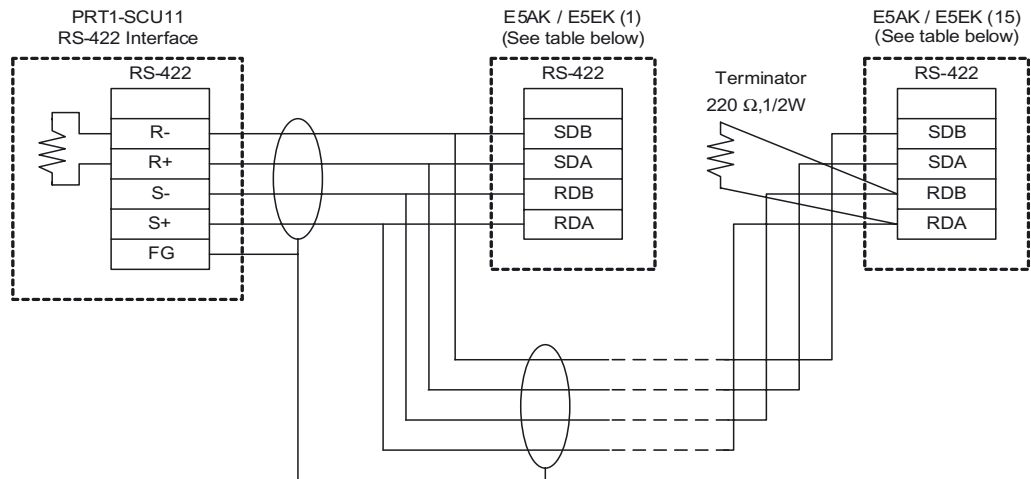 PRT1-SCU11
RS-422 Interface
RS-422
R-
R+
S-
S+
FG
E5AK / E5EK (1)
(See table below)
RS-422
SDB
SDA
RDB
RDA
Terminator
220 Ω,1/2W
E5AK / E5EK (15)
(See table below)
RS-422
SDB
SDA
RDB
RDA